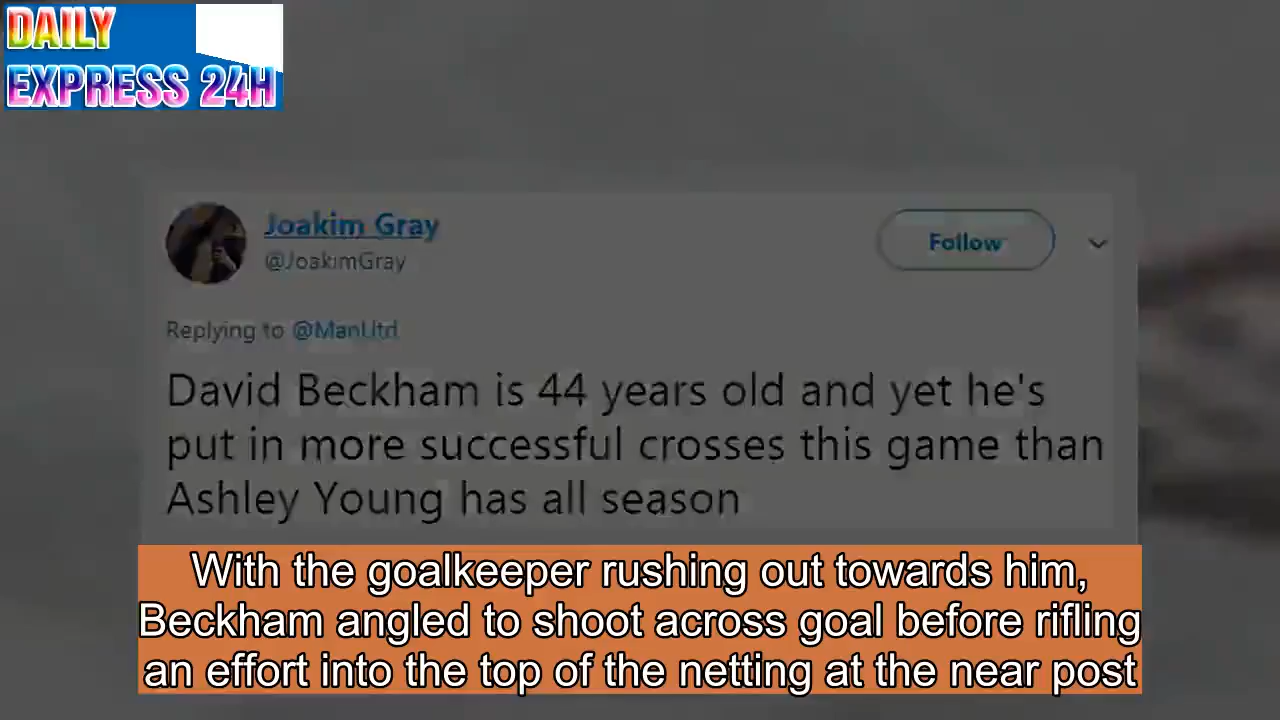 DAILY
EXPRESS 24H
Joakim Gray
@JoakimGray
Follow
Replying to @ManUtd
David Beckham is 44 years old and yet he's
put in more successful crosses this game than
Ashley Young has all season
With the goalkeeper rushing out towards him,
Beckham angled to shoot across goal before rifling
an effort into the top of the netting at the near post